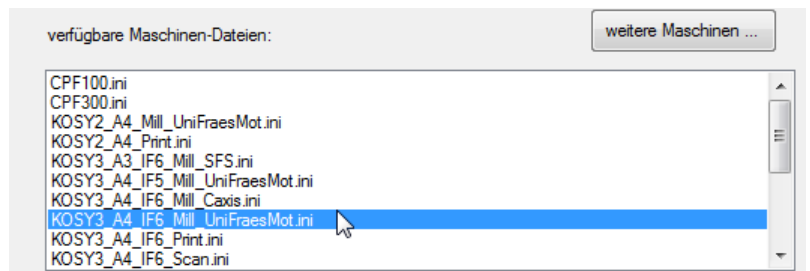 verfügbare Maschinen-Dateien:
weitere Maschinen ...
CPF100.ini
CPF300.ini
KOSY2_A4_Mill_UniFraesMot.ini
KOSY2_A4_Print.ini
KOSY3_A3_IF6_Mill_SFS.ini
KOSY3_A4_IF5_Mill_UniFraesMot.ini
KOSY3_A4_IF6_Mill_Caxis.ini
KOSY3_A4_IF6_Mill_UniFraesMot.ini
KOSY3_A4_IF6_Print.ini
KOSY3_A4_IF6_Scan.ini